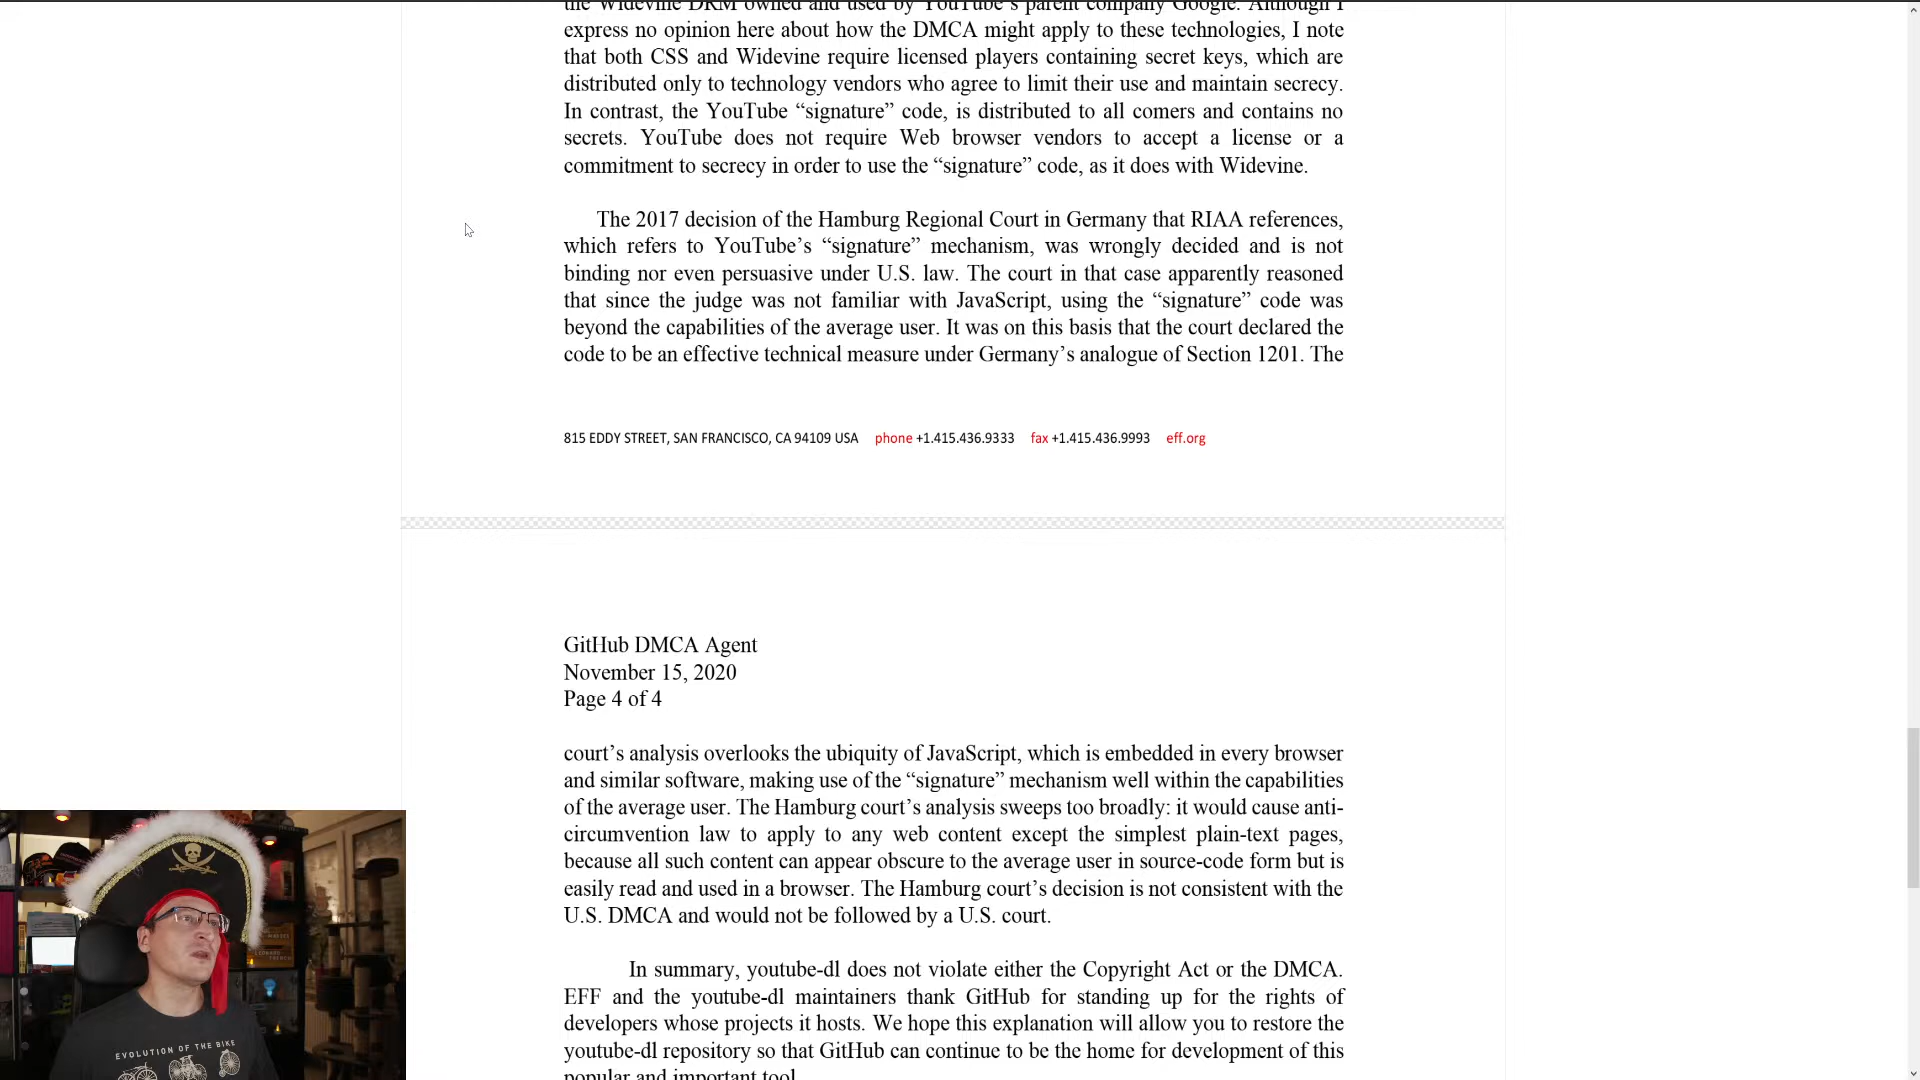 the Widevine DRM owned and used by YouTube's parent company Google. Although I
express no opinion here about how the DMCA might apply to these technologies, I note
that both CSS and Widevine require licensed players containing secret keys, which are
distributed only to technology vendors who agree to limit their use and maintain secrecy.
In contrast, the YouTube “signature” code, is distributed to all comers and contains no
secrets. YouTube does not require Web browser vendors to accept a license or a
commitment to secrecy in order to use the “signature” code, as it does with Widevine.
The 2017 decision of the Hamburg Regional Court in Germany that RIAA references,
which refers to YouTube’s “signature” mechanism, was wrongly decided and is not
binding nor even persuasive under U.S. law. The court in that case apparently reasoned
that since the judge was not familiar with JavaScript, using the “signature” code was
beyond the capabilities of the average user. It was on this basis that the court declared the
code to be an effective technical measure under Germany’s analogue of Section 1201. The
815 EDDY STREET, SAN FRANCISCO, CA 94109 USA phone +1.415.436.9333 fax +1.415.436.9993 eff.org
GitHub DMCA Agent
November 15, 2020
Page 4 of 4
court’s analysis overlooks the ubiquity of JavaScript, which is embedded in every browser
and similar software, making use of the “signature” mechanism well within the capabilities
of the average user. The Hamburg court’s analysis sweeps too broadly: it would cause anti-
circumvention law to apply to any web content except the simplest plain-text pages,
because all such content can appear obscure to the average user in source-code form but is
easily read and used in a browser. The Hamburg court’s decision is not consistent with the
U.S. DMCA and would not be followed by a U.S. court.
In summary, youtube-dl does not violate either the Copyright Act or the DMCA.
EFF and the youtube-dl maintainers thank GitHub for standing up for the rights of
developers whose projects it hosts. We hope this explanation will allow you to restore the
youtube-dl repository so that GitHub can continue to be the home for development of this
popular and important tool.
EVOLUTION OF THE BIKE